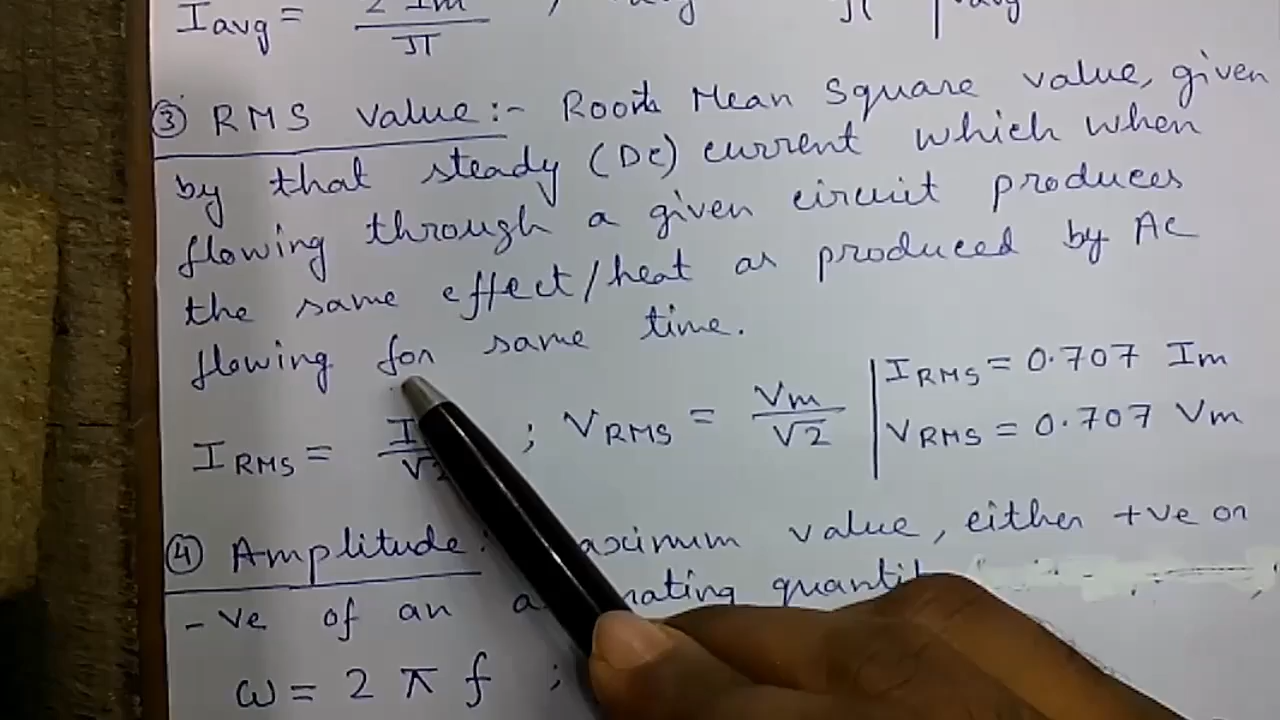 Iavg = 2 Im / π ;
③ RMS value :- Root Mean Square value, given
by that steady (DC) current which when
flowing through a given circuit produces
the same effect/heat as produced by AC
flowing for same time.
IRMS = I / √2 ; VRMS = Vm / √2 | IRMS = 0.707 Im
VRMS = 0.707 Vm
④ Amplitude : maximum value, either +ve or
-ve of an quantit
ω = 2 π f ;